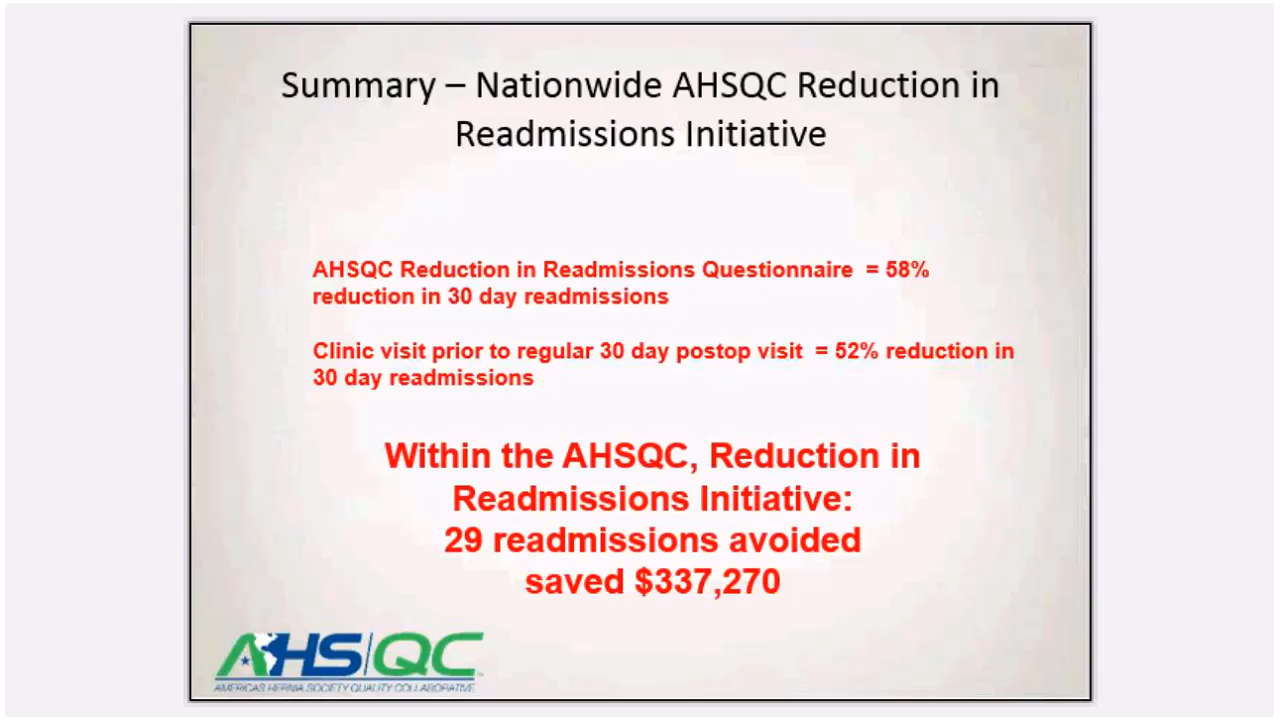 Summary – Nationwide AHSQC Reduction in
Readmissions Initiative
AHSQC Reduction in Readmissions Questionnaire = 58%
reduction in 30 day readmissions
Clinic visit prior to regular 30 day postop visit = 52% reduction in
30 day readmissions
Within the AHSQC, Reduction in
Readmissions Initiative:
29 readmissions avoided
saved $337,270
AHS|QC
AMERICAS HERNIA SOCIETY QUALITY COLLABORATIVE